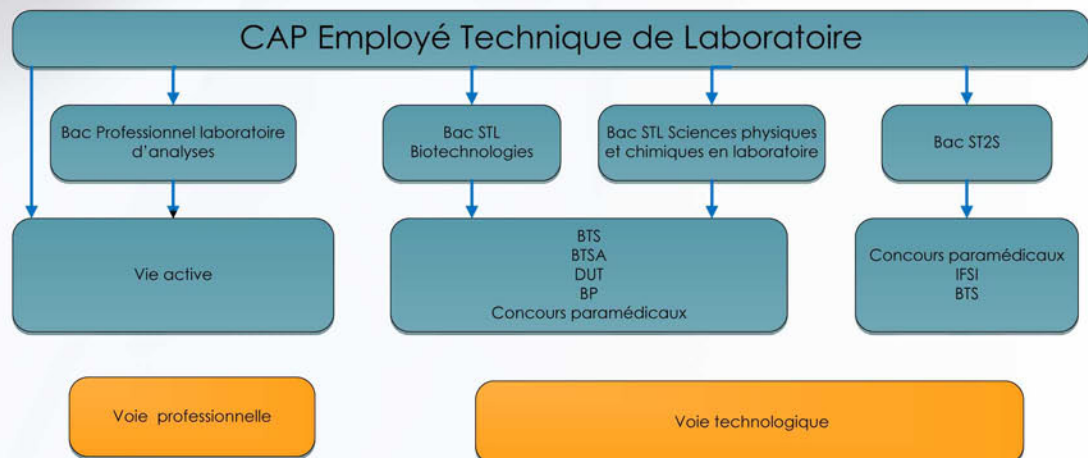 CAP Employé Technique de Laboratoire
Bac Professionnel laboratoire
d'analyses
Bac STL
Biotechnologies
Bac STL Sciences physiques
et chimiques en laboratoire
Bac ST2S
Vie active
BTS
BTSA
DUT
BP
Concours paramédicaux
Concours paramédicaux
IFSI
BTS
Voie professionnelle
Voie technologique